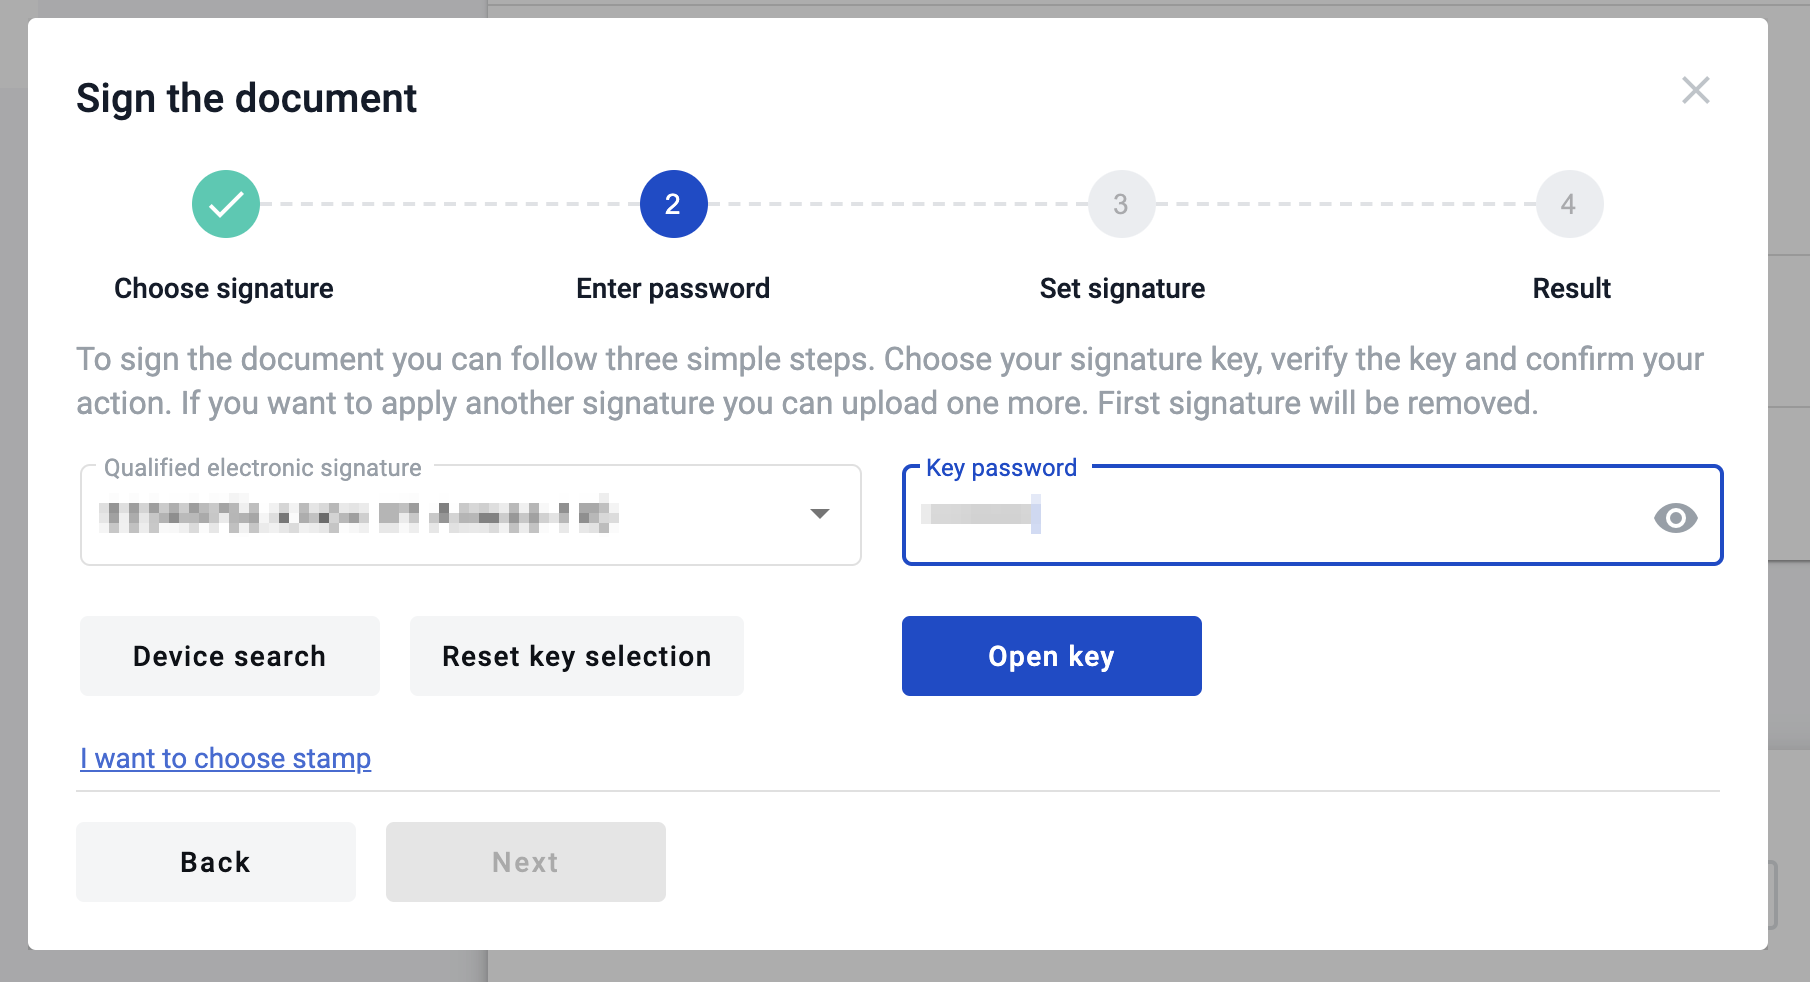 Sign the document
2
3
4
Choose signature
Enter password
Set signature
Result
To sign the document you can follow three simple steps. Choose your signature key, verify the key and confirm your
action. If you want to apply another signature you can upload one more. First signature will be removed.
Qualified electronic signature
Key password
Device search
Reset key selection
Open key
I want to choose stamp
Back
Next